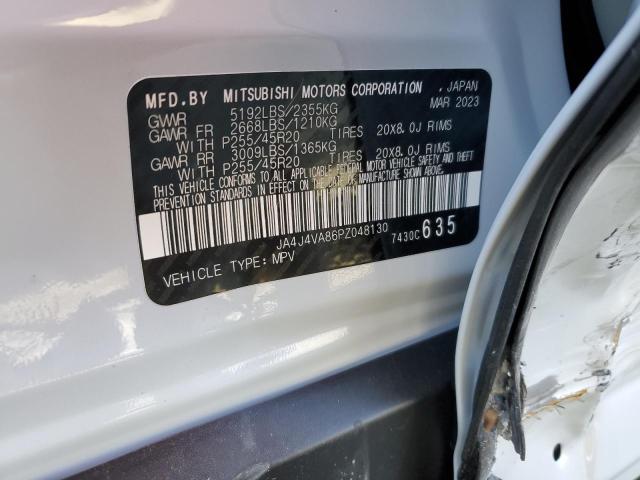 MFD.BY MITSUBISHI MOTORS CORPORATION , JAPAN
GVWR 5192LBS/2355KG MAR 2023
GAWR FR 2668LBS/1210KG
WITH P255/45R20 TIRES 20X8.0J RIMS
GAWR RR 3009LBS/1365KG
WITH P255/45R20 TIRES 20X8.0J RIMS
THIS VEHICLE CONFORMS TO ALL APPLICABLE FEDERAL MOTOR VEHICLE SAFETY AND THEFT
PREVENTION STANDARDS IN EFFECT ON THE DATE OF MANUFACTURE SHOWN ABOVE.
JA4J4VA86PZ048130 7430C 635
VEHICLE TYPE: MPV